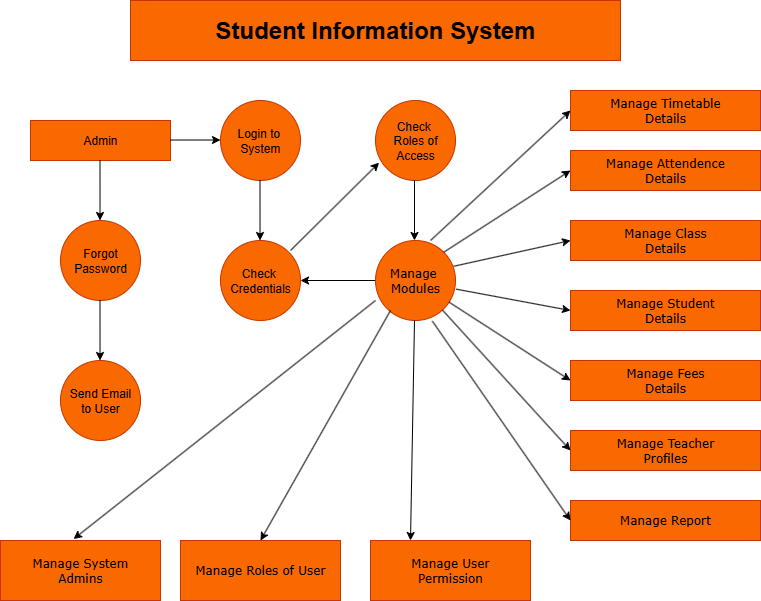 Student Information System
Admin
Login to
System
Check
Roles of
Access
Manage Timetable
Details
Manage Attendence
Details
Forgot
Password
Check
Credentials
Manage
Modules
Manage Class
Details
Manage Student
Details
Send Email
to User
Manage Fees
Details
Manage Teacher
Profiles
Manage Report
Manage System
Admins
Manage Roles of User
Manage User
Permission